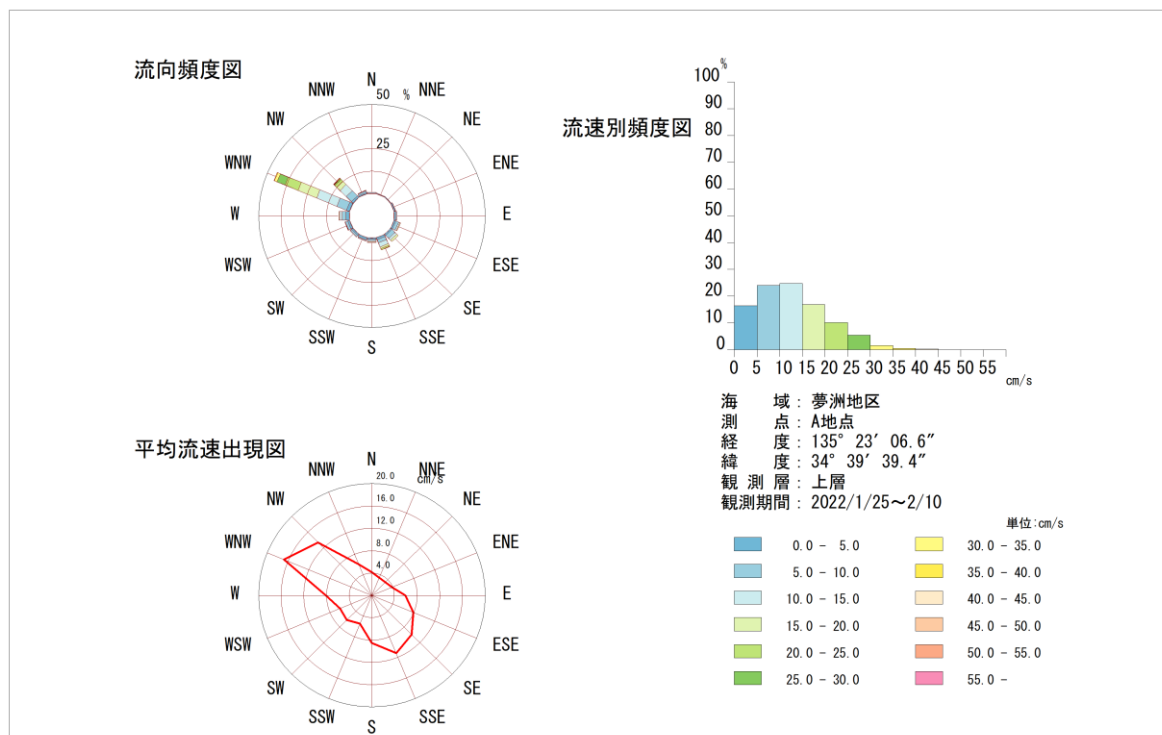 流向頻度図
N
50 %
NNW
NNE
NW
NE
25
WNW
ENE
W
E
WSW
ESE
SW
SE
SSW
SSE
S
平均流速出現図
N
20.0
cm/s
NNW
NNE
16.0
NW
NE
12.0
8.0
WNW
ENE
4.0
W
E
WSW
ESE
SW
SE
SSW
SSE
S
流速別頻度図
%
100
90
80
70
60
50
40
30
20
10
0
0 5 10 15 20 25 30 35 40 45 50 55
cm/s
海 域 : 夢洲地区
測 点 : A地点
経 度 : 135° 23′ 06.6″
緯 度 : 34° 39′ 39.4″
観 測 層 : 上層
観測期間 : 2022/1/25～2/10
単位:cm/s
0.0 - 5.0
5.0 - 10.0
10.0 - 15.0
15.0 - 20.0
20.0 - 25.0
25.0 - 30.0
30.0 - 35.0
35.0 - 40.0
40.0 - 45.0
45.0 - 50.0
50.0 - 55.0
55.0 -